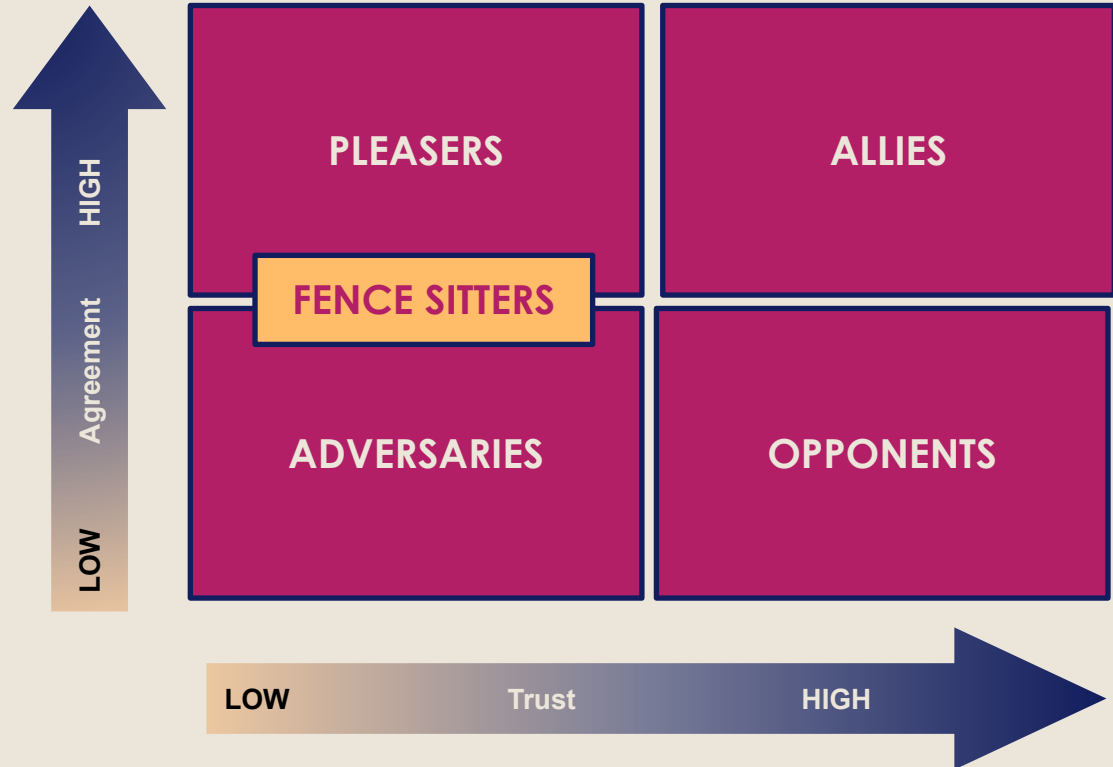 HIGH
Agreement
LOW
PLEASERS
ALLIES
FENCE SITTERS
ADVERSARIES
OPPONENTS
LOW
Trust
HIGH